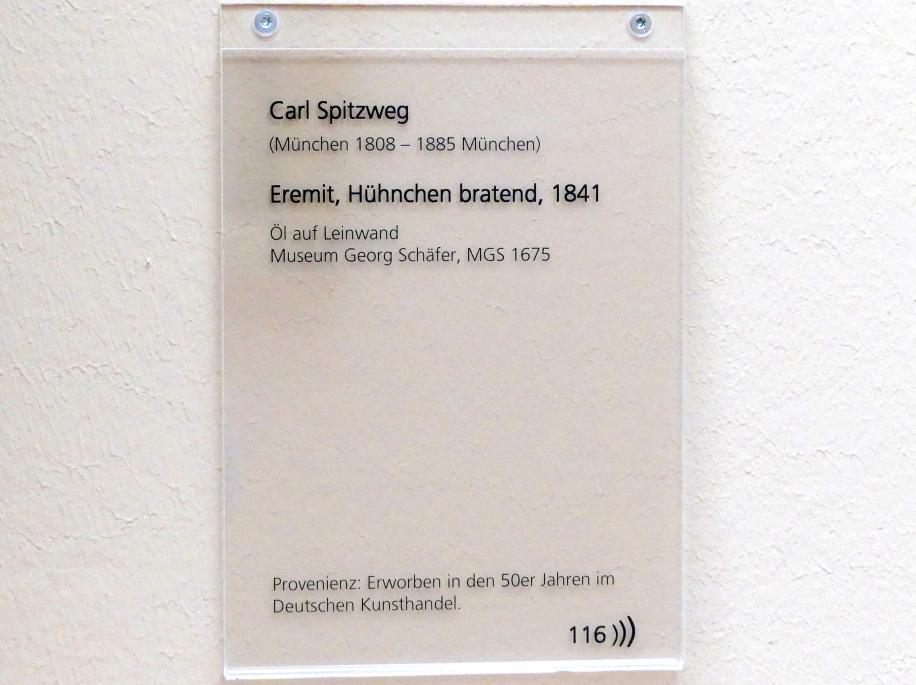 Carl Spitzweg
(München 1808 – 1885 München)
Eremit, Hühnchen bratend, 1841
Öl auf Leinwand
Museum Georg Schäfer, MGS 1675
Provenienz: Erworben in den 50er Jahren im
Deutschen Kunsthandel.
116